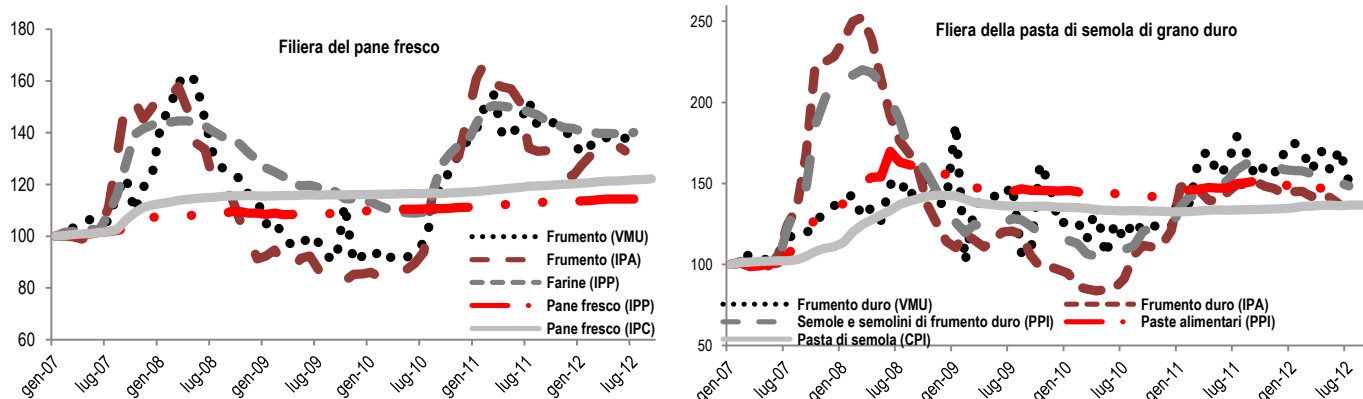 Filiera del pane fresco
180
160
140
120
100
80
60
gen-07
lug-07
gen-08
lug-08
gen-09
lug-09
gen-10
lug-10
gen-11
lug-11
gen-12
lug-12
Frumento (VMU)
Frumento (IPA)
Farine (IPP)
Pane fresco (IPP)
Pane fresco (IPC)
Fliera della pasta di semola di grano duro
250
200
150
100
50
gen-07
lug-07
gen-08
lug-08
gen-09
lug-09
gen-10
lug-10
gen-11
lug-11
gen-12
lug-12
Frumento duro (VMU)
Frumento duro (IPA)
Semole e semolini di frumento duro (PPI)
Paste alimentari (PPI)
Pasta di semola (CPI)